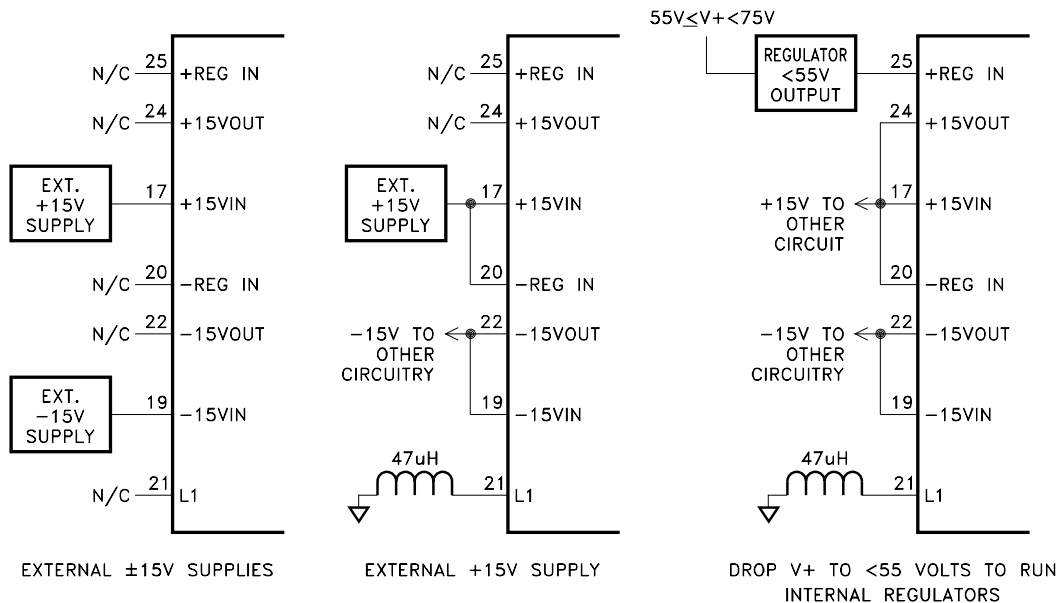 25
N/C
+REG IN
24
N/C
+15VOUT
EXT.
+15V
SUPPLY
17
+15VIN
20
N/C
−REG IN
22
N/C
−15VOUT
EXT.
−15V
SUPPLY
19
−15VIN
21
N/C
L1
EXTERNAL ±15V SUPPLIES
25
N/C
+REG IN
24
N/C
+15VOUT
EXT.
+15V
SUPPLY
17
+15VIN
20
−REG IN
−15V TO
OTHER
CIRCUITRY
22
−15VOUT
19
−15VIN
47uH
21
L1
EXTERNAL +15V SUPPLY
55V≤V+<75V
REGULATOR
<55V
OUTPUT
25
+REG IN
24
+15VOUT
+15V TO
OTHER
CIRCUIT
17
+15VIN
20
−REG IN
−15V TO
OTHER
CIRCUITRY
22
−15VOUT
19
−15VIN
47uH
21
L1
DROP V+ TO <55 VOLTS TO RUN
INTERNAL REGULATORS